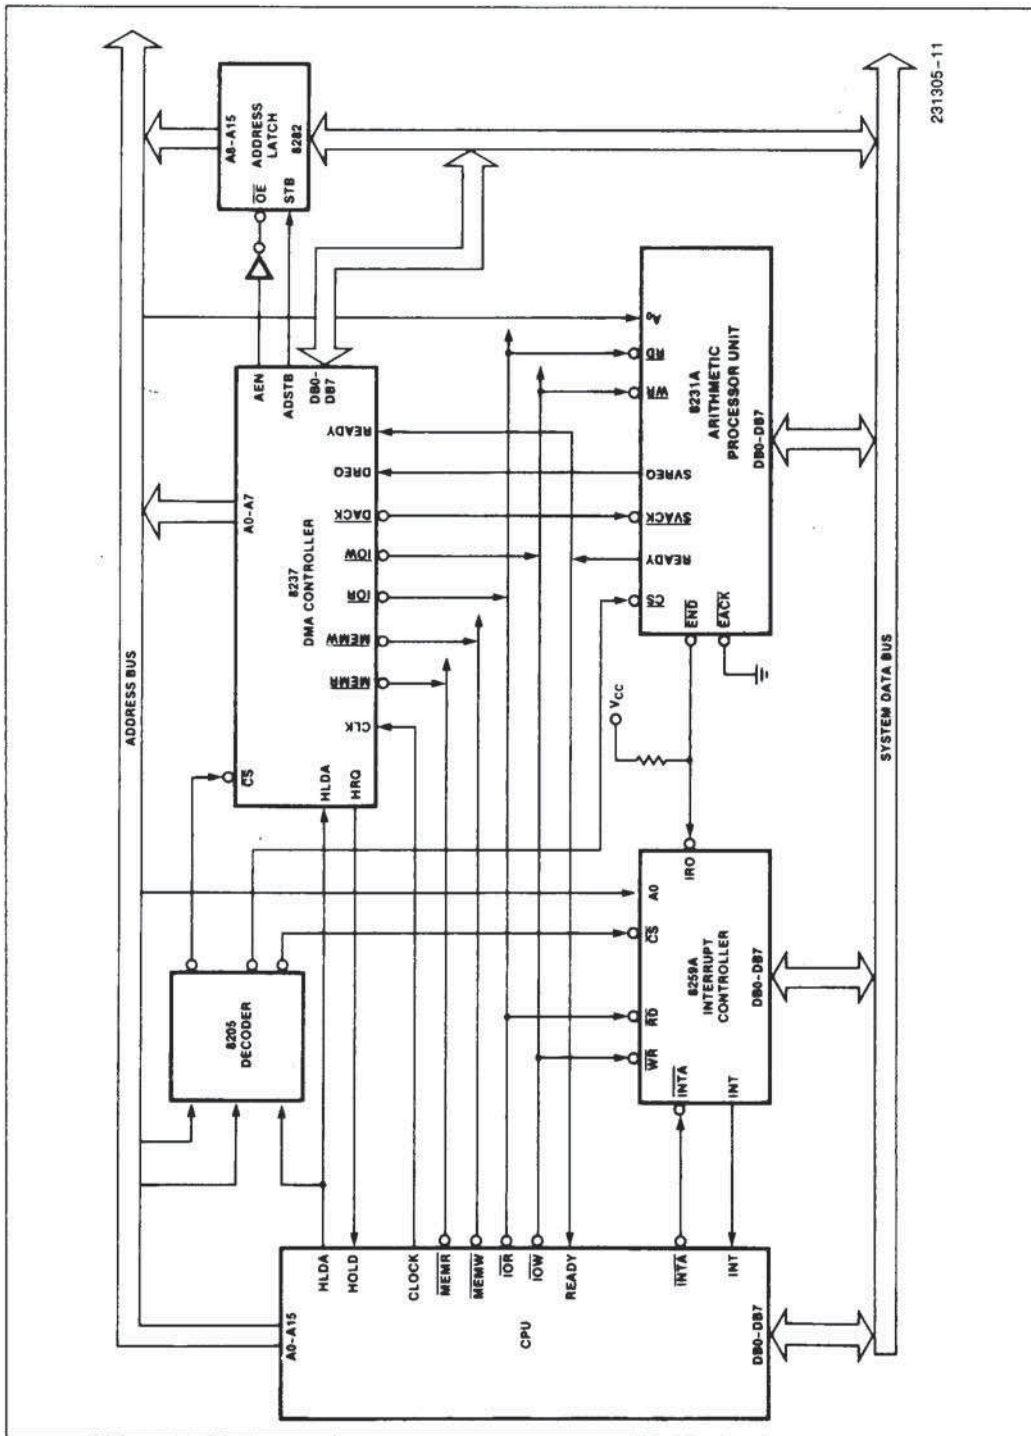 ADDRESS BUS
A8-A15
ADDRESS
LATCH
8282
OE
STB
AEN
ADSTB
DB0-
DB7
A0-A7
8237
DMA CONTROLLER
READY
DREQ
DACK
IOW
IOR
MEMW
MEMR
CLK
CS
HLDA
HRQ
8205
DECODER
A0
RD
WR
SVREQ
SVACK
READY
CS
8231A
ARITHMETIC
PROCESSOR UNIT
DB0-DB7
END
EACK
VCC
IRO
A0
CS
RD
WR
8259A
INTERRUPT
CONTROLLER
DB0-DB7
INTA
INT
A0-A15
HLDA
HOLD
CLOCK
MEMR
MEMW
IOR
IOW
READY
INTA
INT
CPU
DB0-DB7
SYSTEM DATA BUS
231305-11